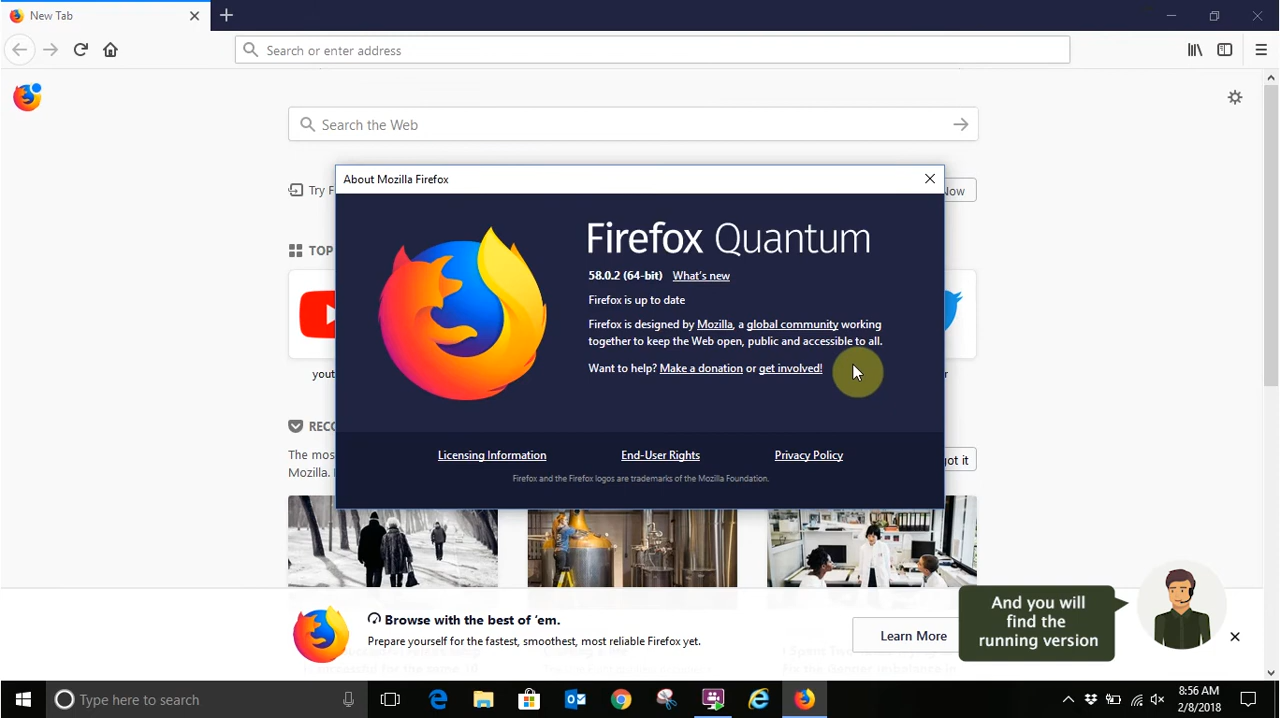 New Tab
Search or enter address
Search the Web
Try F
Now
TOP
About Mozilla Firefox
Firefox Quantum
58.0.2 (64-bit) What's new
Firefox is up to date
Firefox is designed by Mozilla, a global community working
together to keep the Web open, public and accessible to all.
Want to help? Make a donation or get involved!
Licensing Information End-User Rights Privacy Policy
Firefox and the Firefox logos are trademarks of the Mozilla Foundation.
yout
r
RECO
The mos
Mozilla.
ot it
Browse with the best of 'em.
Prepare yourself for the fastest, smoothest, most reliable Firefox yet.
Learn More
And you will
find the
running version
Type here to search
8:56 AM
2/8/2018